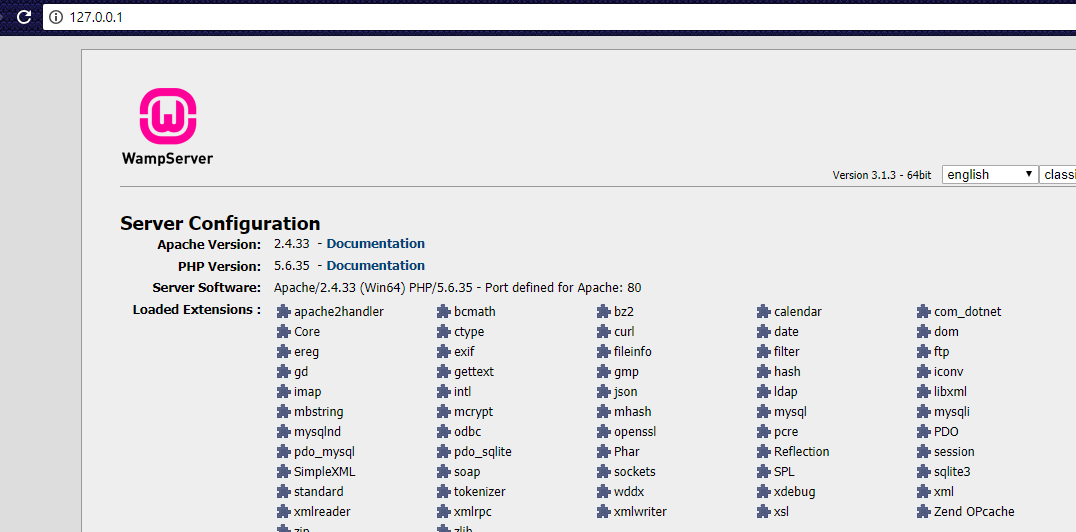 127.0.0.1
WampServer
Version 3.1.3 - 64bit english classi
Server Configuration
Apache Version: 2.4.33 - Documentation
PHP Version: 5.6.35 - Documentation
Server Software: Apache/2.4.33 (Win64) PHP/5.6.35 - Port defined for Apache: 80
Loaded Extensions : apache2handler bcmath bz2 calendar com_dotnet
Core ctype curl date dom
ereg exif fileinfo filter ftp
gd gettext gmp hash iconv
imap intl json ldap libxml
mbstring mcrypt mhash mysql mysqli
mysqlnd odbc openssl pcre PDO
pdo_mysql pdo_sqlite Phar Reflection session
SimpleXML soap sockets SPL sqlite3
standard tokenizer wddx xdebug xml
xmlreader xmlrpc xmlwriter xsl Zend OPcache
zip zlib